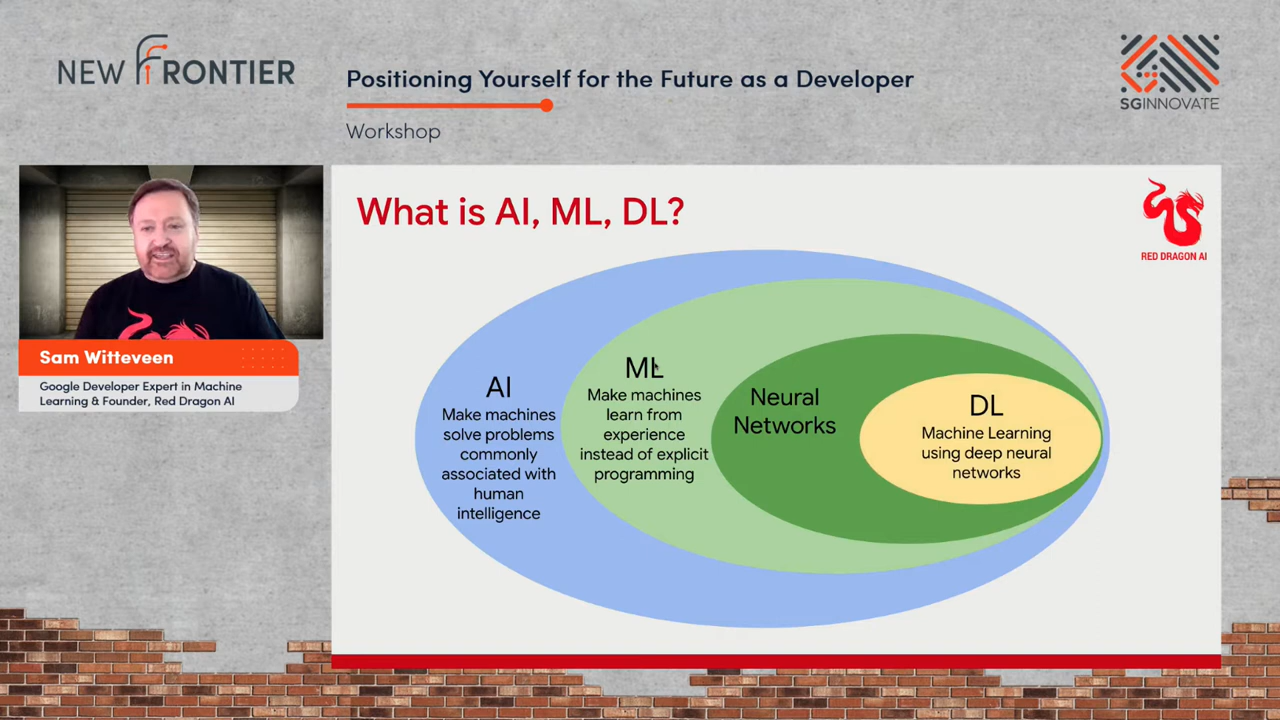 NEW FRONTIER
Positioning Yourself for the Future as a Developer
Workshop
SGINNOVATE
Sam Witteveen
Google Developer Expert in Machine
Learning & Founder, Red Dragon AI
What is AI, ML, DL?
RED DRAGON AI
AI
Make machines
solve problems
commonly
associated with
human
intelligence
ML
Make machines
learn from
experience
instead of explicit
programming
Neural
Networks
DL
Machine Learning
using deep neural
networks